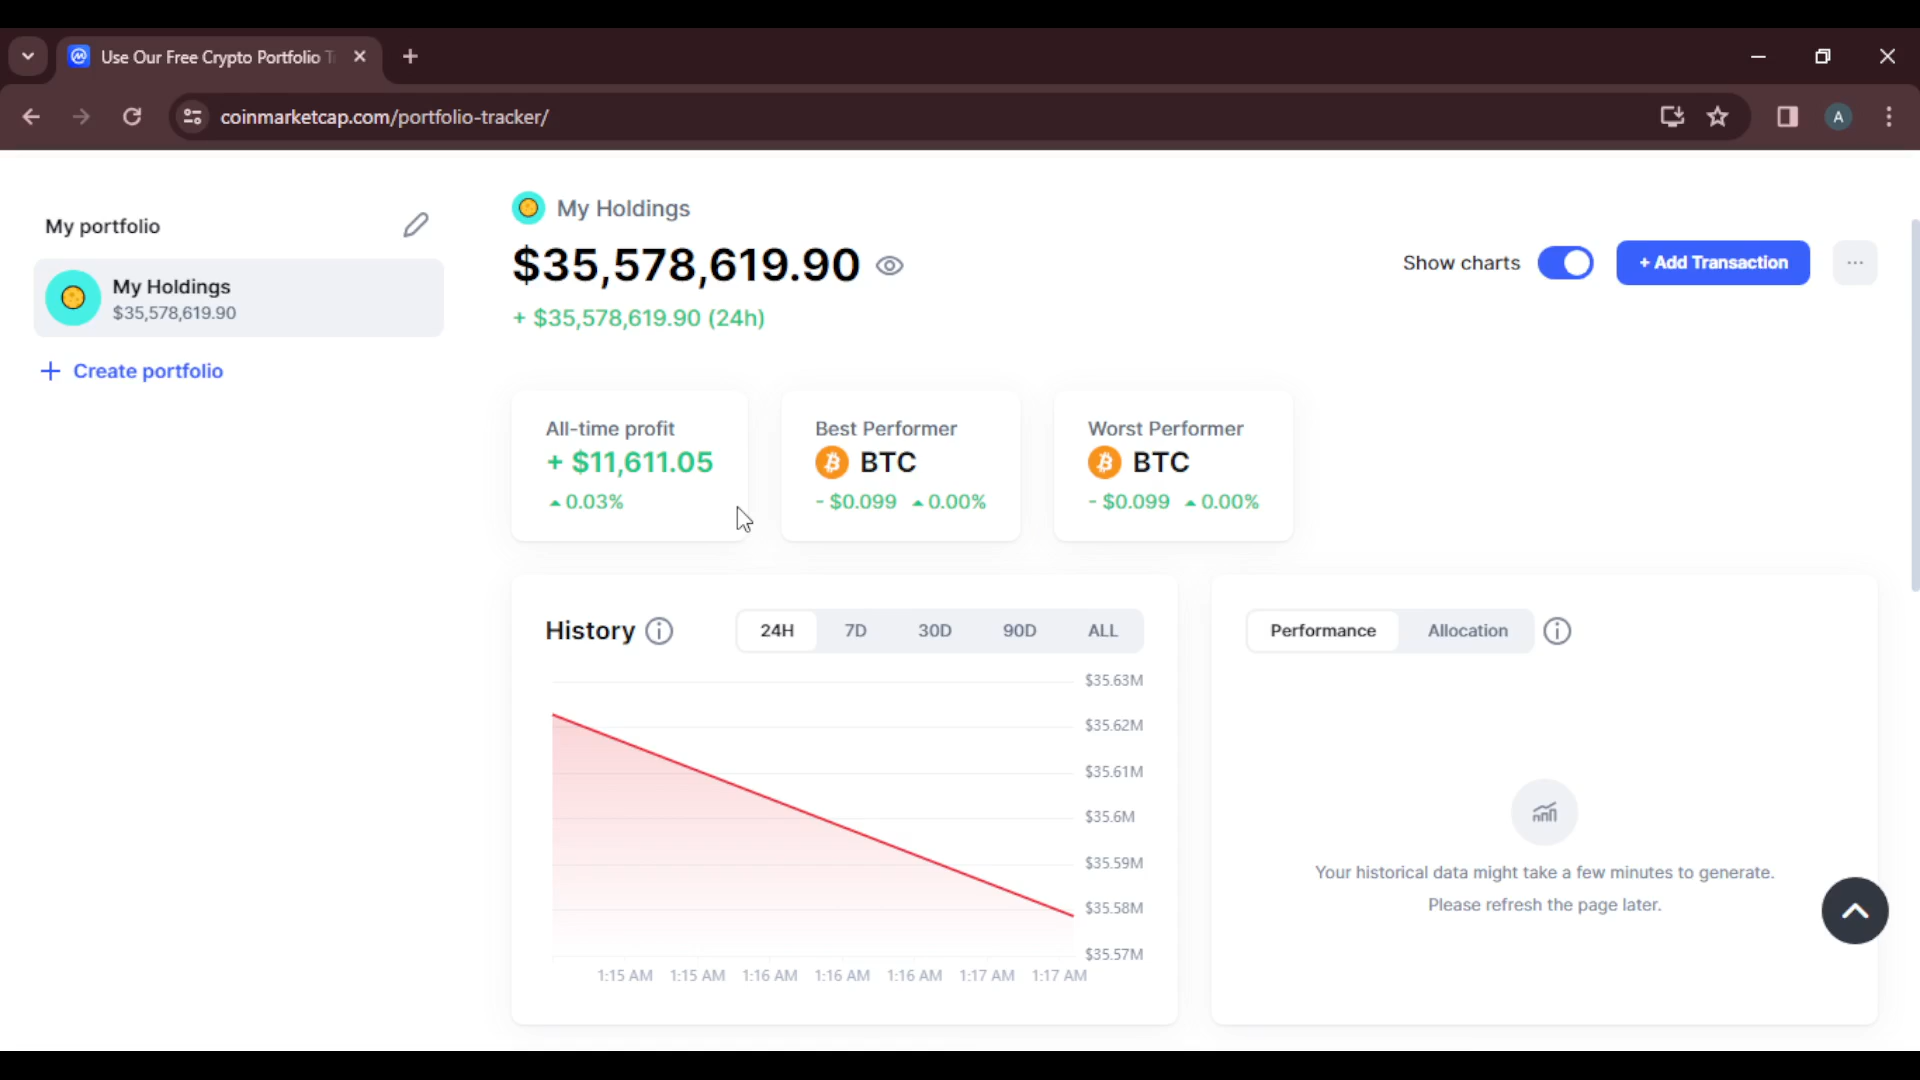 Use Our Free Crypto Portfolio T
coinmarketcap.com/portfolio-tracker/
A
My portfolio
My Holdings
$35,578,619.90
+ Create portfolio
My Holdings
$35,578,619.90
+ $35,578,619.90 (24h)
Show charts
+ Add Transaction
...
All-time profit
+ $11,611.05
0.03%
Best Performer
BTC
- $0.099 0.00%
Worst Performer
BTC
- $0.099 0.00%
History
24H 7D 30D 90D ALL
$35.63M
$35.62M
$35.61M
$35.6M
$35.59M
$35.58M
$35.57M
1:15 AM 1:15 AM 1:16 AM 1:16 AM 1:16 AM 1:17 AM 1:17 AM
Performance Allocation
Your historical data might take a few minutes to generate.
Please refresh the page later.